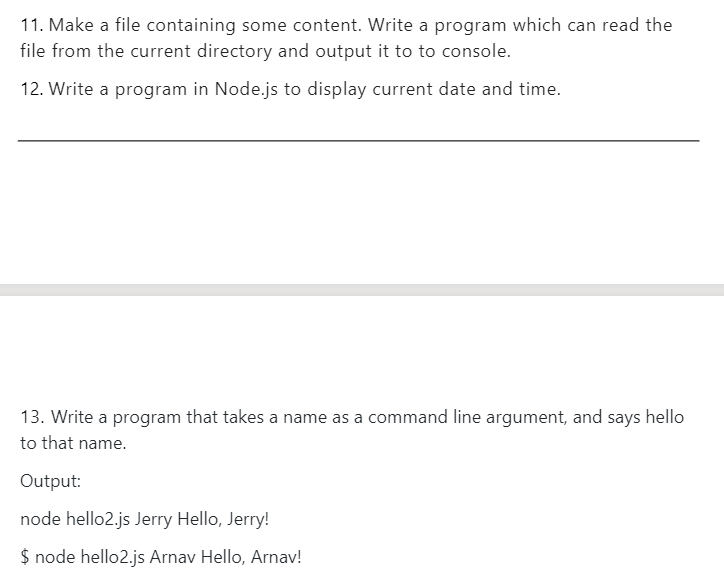 11. Make a file containing some content. Write a program which can read the
file from the current directory and output it to to console.
12. Write a program in Node.js to display current date and time.
13. Write a program that takes a name as a command line argument, and says hello
to that name.
Output:
node hello2.js Jerry Hello, Jerry!
$ node hello2.js Arnav Hello, Arnav!